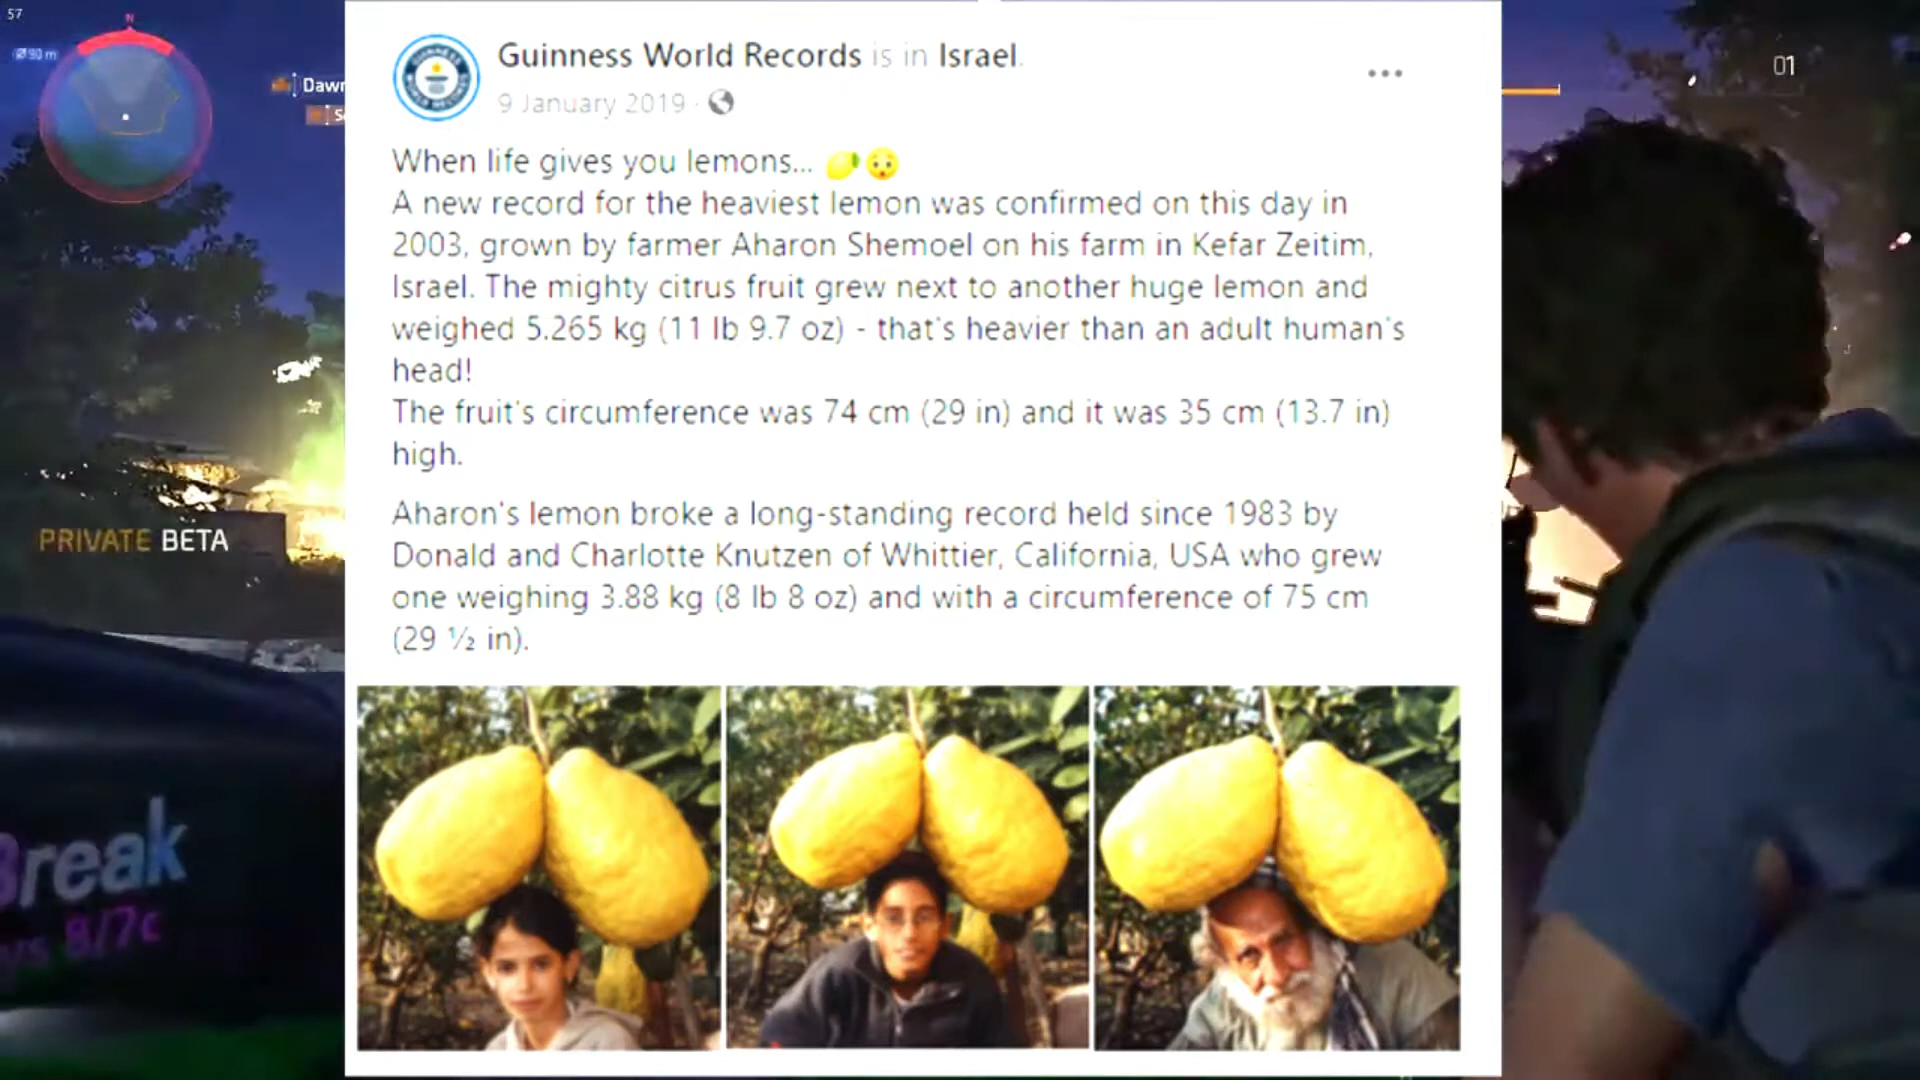 57
N
90 m
Dawn
01
Guinness World Records is in Israel.
9 January 2019 ·
When life gives you lemons... 🍋😯
A new record for the heaviest lemon was confirmed on this day in
2003, grown by farmer Aharon Shemoel on his farm in Kefar Zeitim,
Israel. The mighty citrus fruit grew next to another huge lemon and
weighed 5.265 kg (11 lb 9.7 oz) - that's heavier than an adult human's
head!
The fruit's circumference was 74 cm (29 in) and it was 35 cm (13.7 in)
high.
Aharon's lemon broke a long-standing record held since 1983 by
Donald and Charlotte Knutzen of Whittier, California, USA who grew
one weighing 3.88 kg (8 lb 8 oz) and with a circumference of 75 cm
(29 ½ in).
PRIVATE BETA
Break
ys 8/7c